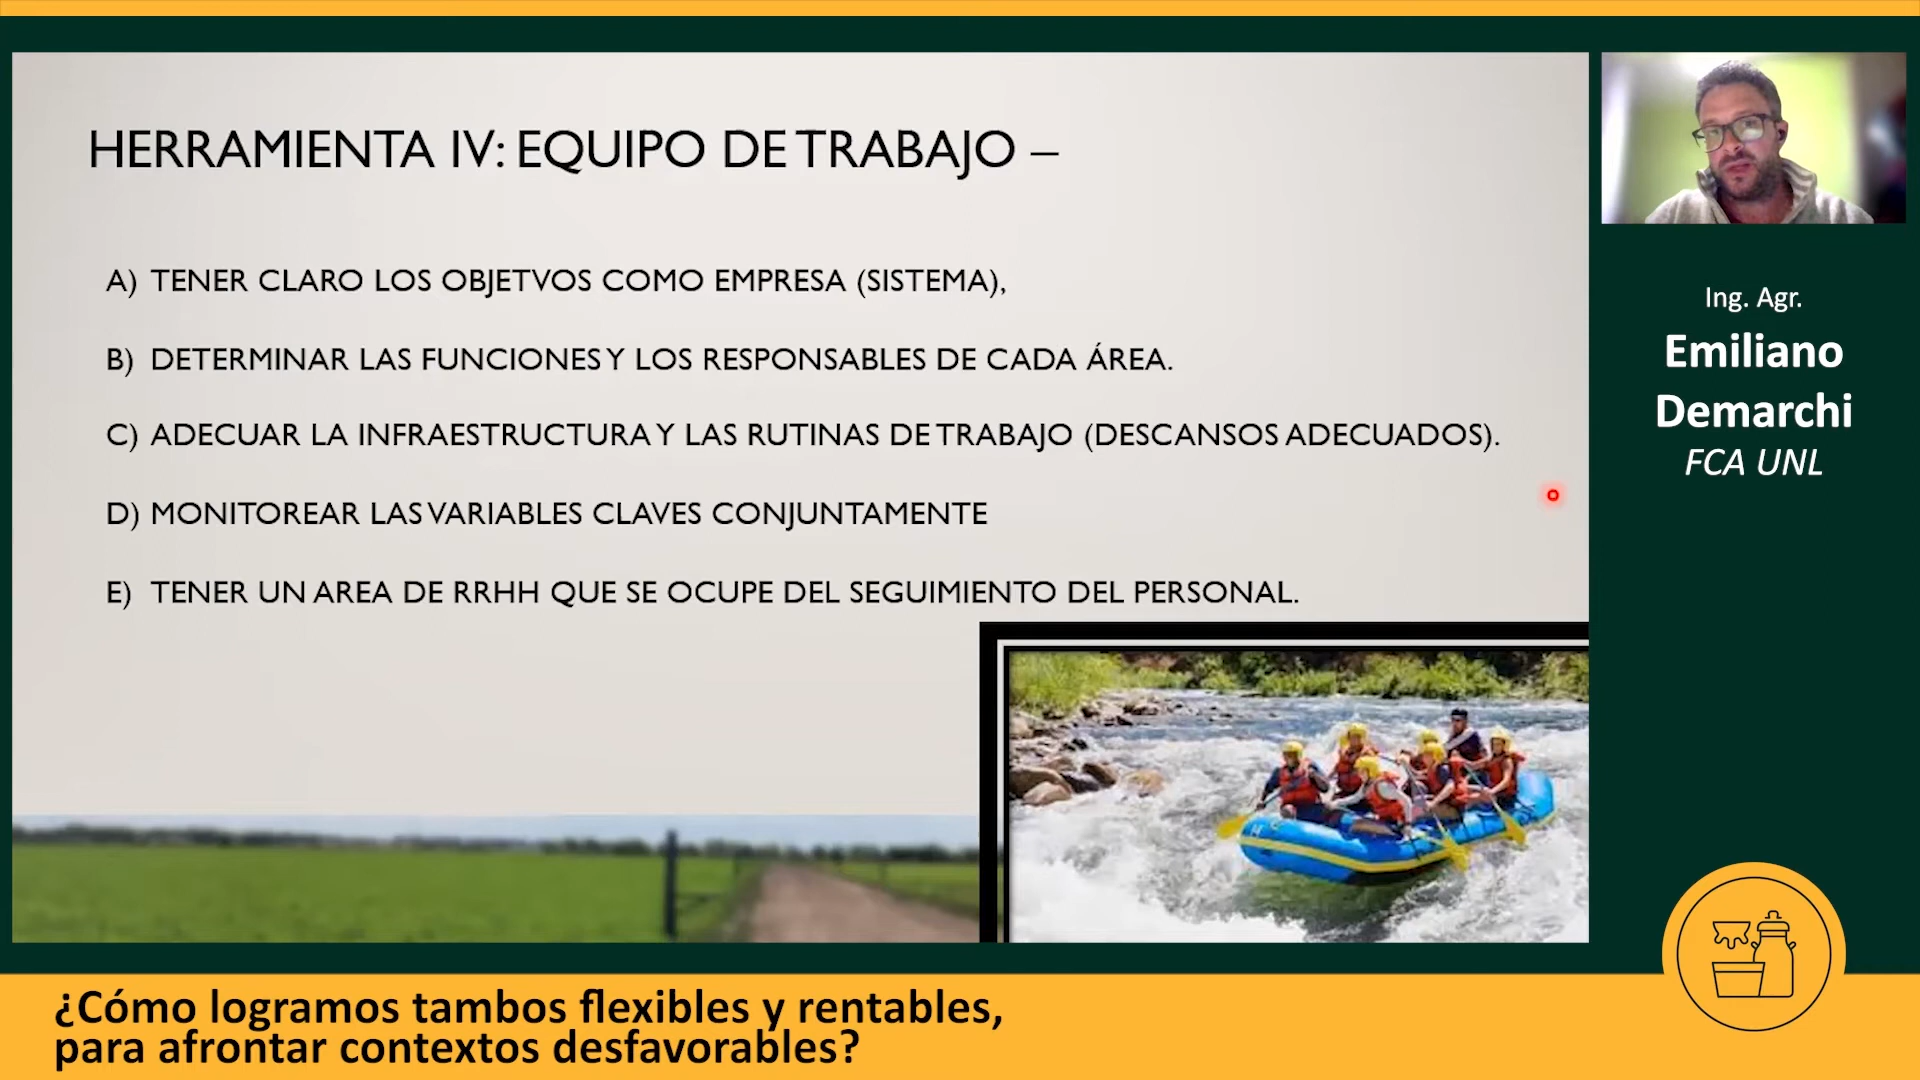 HERRAMIENTA IV: EQUIPO DE TRABAJO –
A) TENER CLARO LOS OBJETVOS COMO EMPRESA (SISTEMA),
B) DETERMINAR LAS FUNCIONES Y LOS RESPONSABLES DE CADA ÁREA.
C) ADECUAR LA INFRAESTRUCTURA Y LAS RUTINAS DE TRABAJO (DESCANSOS ADECUADOS).
D) MONITOREAR LAS VARIABLES CLAVES CONJUNTAMENTE
E) TENER UN AREA DE RRHH QUE SE OCUPE DEL SEGUIMIENTO DEL PERSONAL.
Ing. Agr.
Emiliano
Demarchi
FCA UNL
¿Cómo logramos tambos flexibles y rentables,
para afrontar contextos desfavorables?